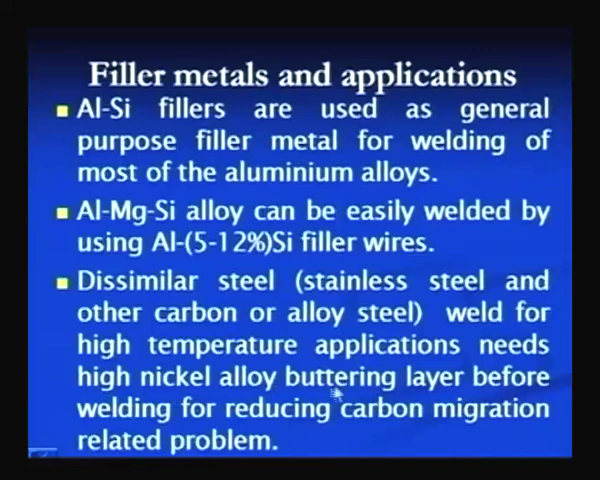 Filler metals and applications
Al-Si fillers are used as general
purpose filler metal for welding of
most of the aluminium alloys.
Al-Mg-Si alloy can be easily welded by
using Al-(5-12%)Si filler wires.
Dissimilar steel (stainless steel and
other carbon or alloy steel) weld for
high temperature applications needs
high nickel alloy buttering layer before
welding for reducing carbon migration
related problem.